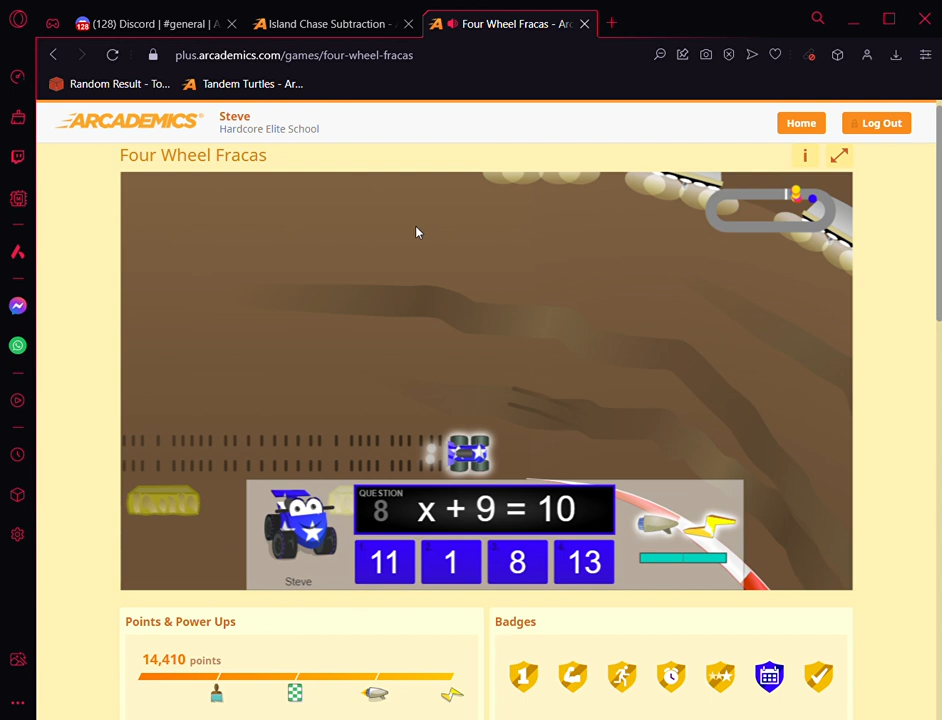 (128) Discord | #general | A
Island Chase Subtraction -
Four Wheel Fracas - Arc
plus.arcademics.com/games/four-wheel-fracas
Random Result - To...
Tandem Turtles - Ar...
ARCADEMICS
Steve
Hardcore Elite School
Home
Log Out
Four Wheel Fracas
i
QUESTION
8
x + 9 = 10
11
1
8
13
Steve
Points & Power Ups
Badges
14,410 points
1